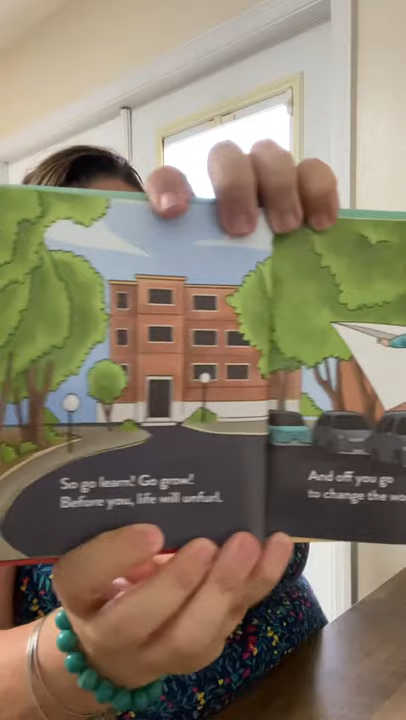 So go learn! Go grow!
Before you, life will unfurl.
And off you go
to change the